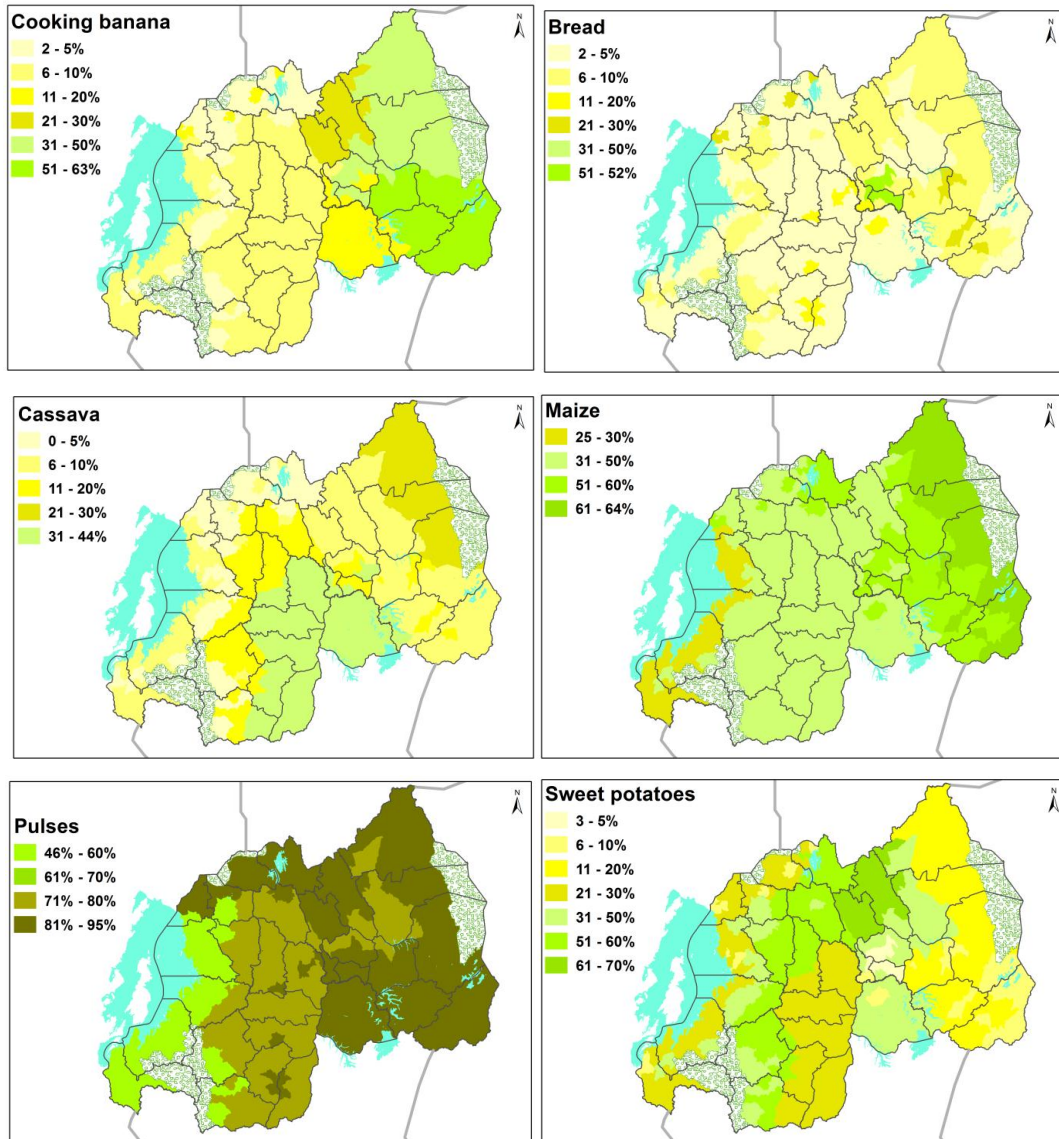 Cooking banana
2 - 5%
6 - 10%
11 - 20%
21 - 30%
31 - 50%
51 - 63%
N
Bread
2 - 5%
6 - 10%
11 - 20%
21 - 30%
31 - 50%
51 - 52%
N
Cassava
0 - 5%
6 - 10%
11 - 20%
21 - 30%
31 - 44%
N
Maize
25 - 30%
31 - 50%
51 - 60%
61 - 64%
N
Pulses
46% - 60%
61% - 70%
71% - 80%
81% - 95%
N
Sweet potatoes
3 - 5%
6 - 10%
11 - 20%
21 - 30%
31 - 50%
51 - 60%
61 - 70%
N